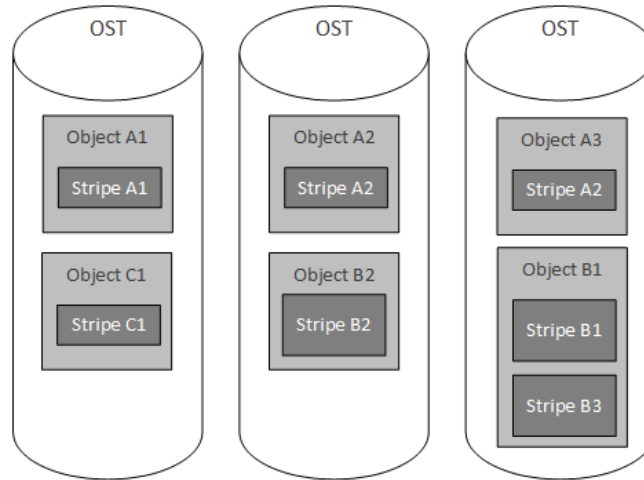 OST
Object A1
Stripe A1
Object C1
Stripe C1
OST
Object A2
Stripe A2
Object B2
Stripe B2
OST
Object A3
Stripe A2
Object B1
Stripe B1
Stripe B3